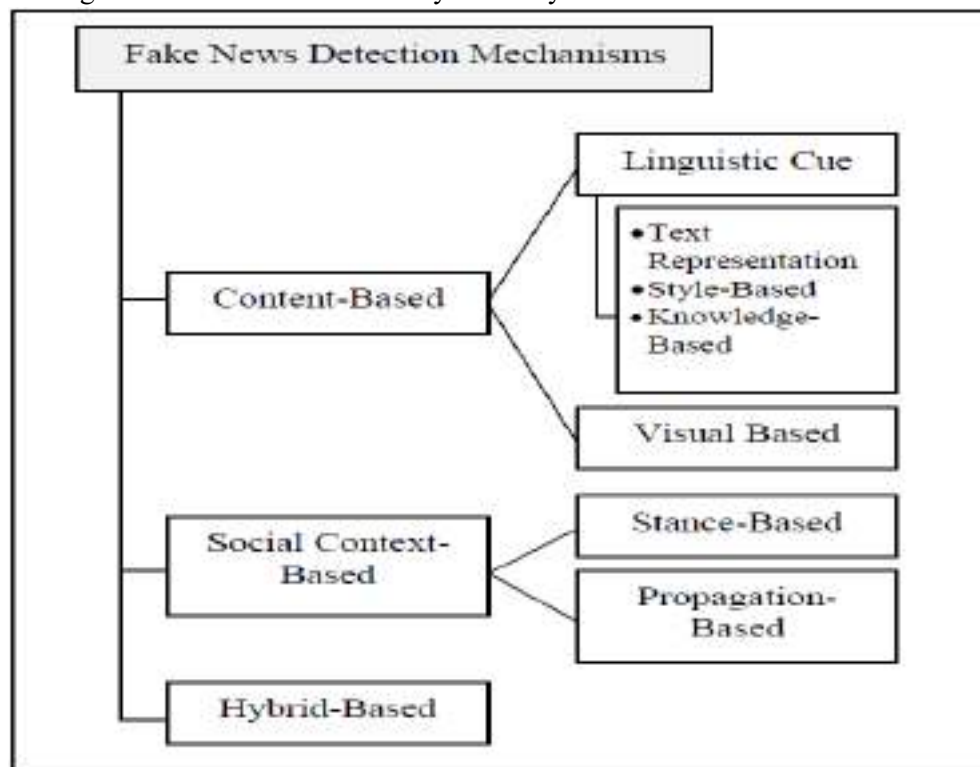 Fake News Detection Mechanisms
Linguistic Cue
•Text
Representation
•Style-Based
•Knowledge-
Based
Content-Based
Visual Based
Stance-Based
Social Context-
Based
Propagation-
Based
Hybrid-Based